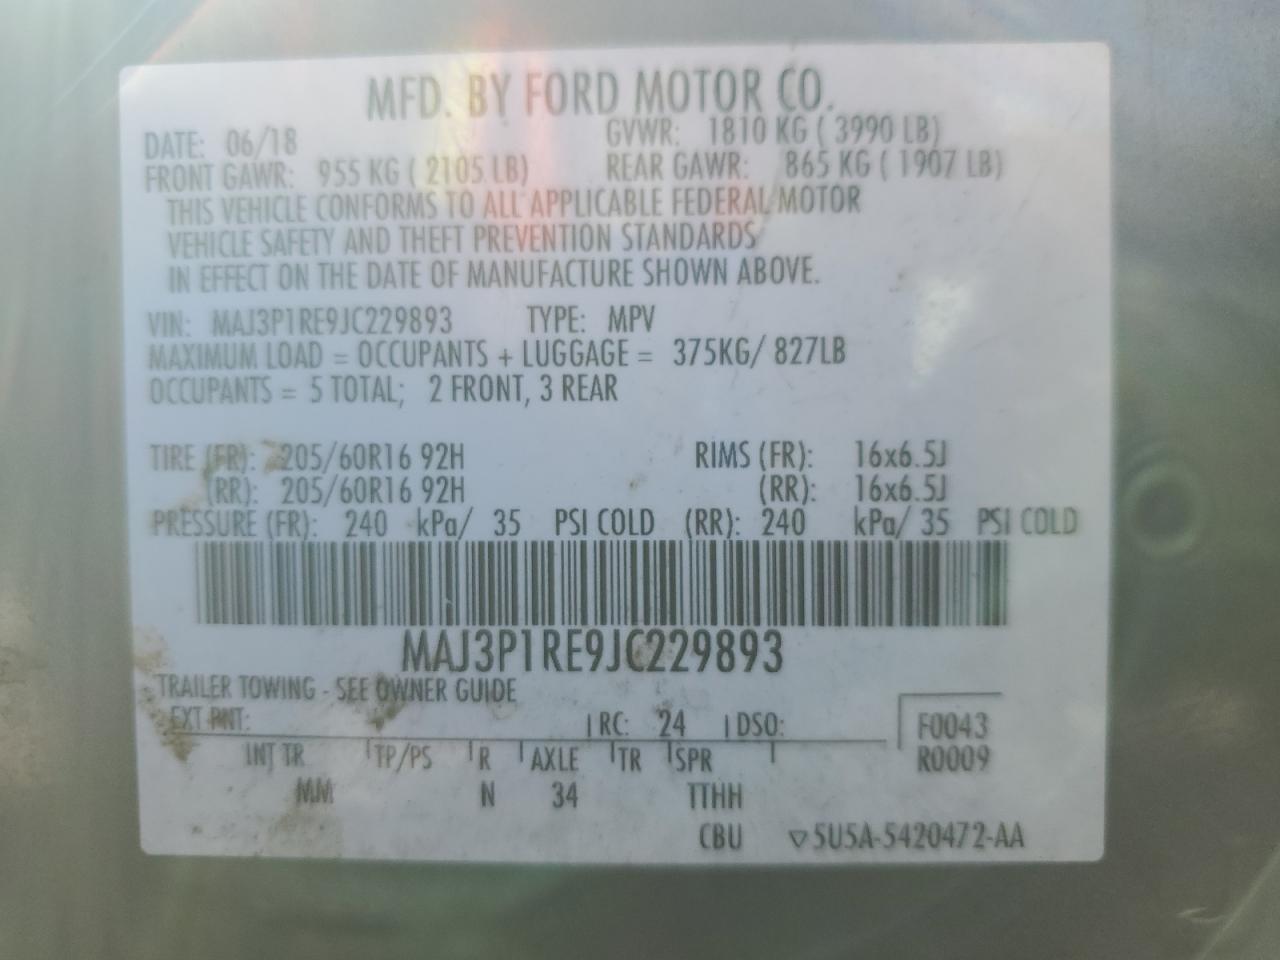 MFD. BY FORD MOTOR CO.
DATE: 06/18 GVWR: 1810 KG ( 3990 LB)
FRONT GAWR: 955 KG ( 2105 LB) REAR GAWR: 865 KG ( 1907 LB)
THIS VEHICLE CONFORMS TO ALL APPLICABLE FEDERAL MOTOR
VEHICLE SAFETY AND THEFT PREVENTION STANDARDS
IN EFFECT ON THE DATE OF MANUFACTURE SHOWN ABOVE.
VIN: MAJ3P1RE9JC229893 TYPE: MPV
MAXIMUM LOAD = OCCUPANTS + LUGGAGE = 375KG/ 827LB
OCCUPANTS = 5 TOTAL; 2 FRONT, 3 REAR
TIRE (FR): 205/60R16 92H RIMS (FR): 16x6.5J
(RR): 205/60R16 92H (RR): 16x6.5J
PRESSURE (FR): 240 kPa/ 35 PSI COLD (RR): 240 kPa/ 35 PSI COLD
MAJ3P1RE9JC229893
TRAILER TOWING - SEE OWNER GUIDE
EXT PNT: RC: 24 DSO: F0043
INT TR TP/PS R AXLE TR SPR R0009
MM N 34 TTHH
CBU ▽5U5A-5420472-AA